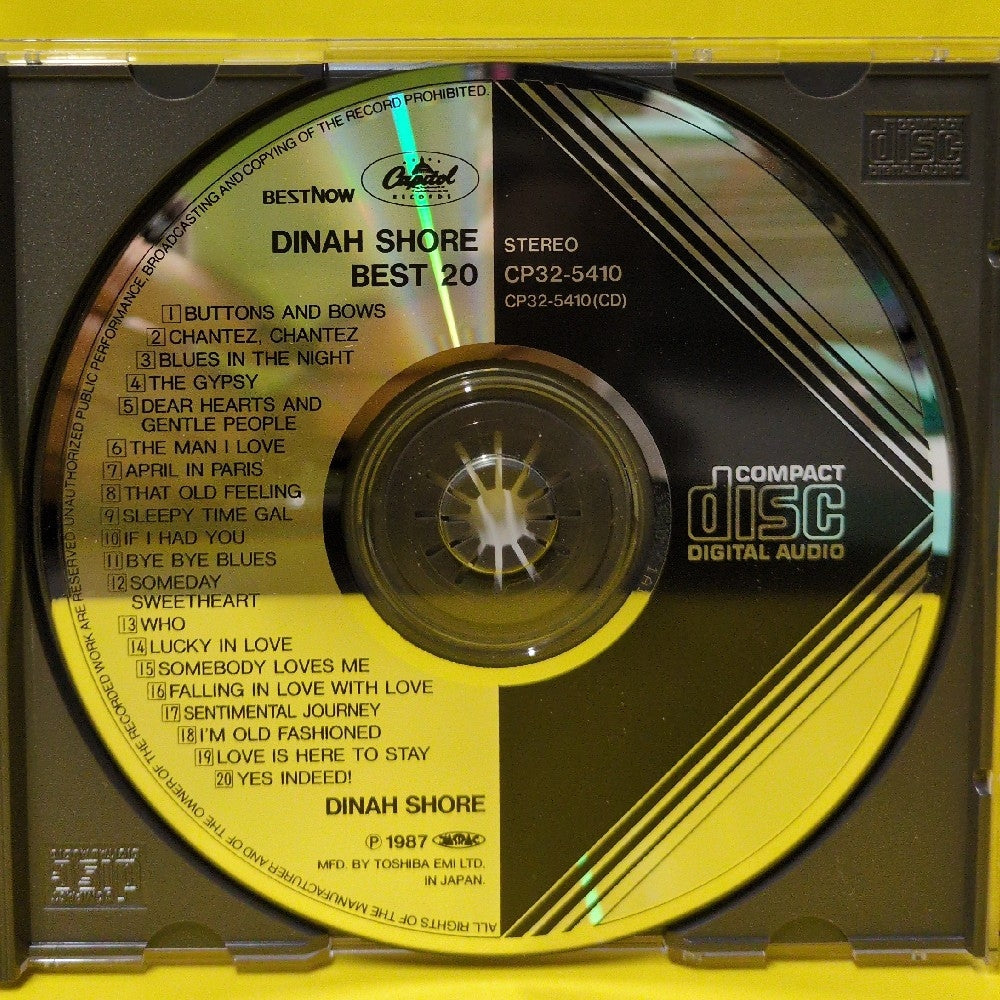 ALL RIGHTS OF THE MANUFACTURER AND OF THE OWNER OF THE RECORDED WORK ARE RESERVED UNAUTHORIZED PUBLIC PERFORMANCE, BROADCASTING AND COPYING OF THE RECORD PROHIBITED.
BEST NOW
Capitol
RECORDS
DINAH SHORE
BEST 20
STEREO
CP32-5410
CP32-5410(CD)
1 BUTTONS AND BOWS
2 CHANTEZ, CHANTEZ
3 BLUES IN THE NIGHT
4 THE GYPSY
5 DEAR HEARTS AND
GENTLE PEOPLE
6 THE MAN I LOVE
7 APRIL IN PARIS
8 THAT OLD FEELING
9 SLEEPY TIME GAL
10 IF I HAD YOU
11 BYE BYE BLUES
12 SOMEDAY
SWEETHEART
13 WHO
14 LUCKY IN LOVE
15 SOMEBODY LOVES ME
16 FALLING IN LOVE WITH LOVE
17 SENTIMENTAL JOURNEY
18 I'M OLD FASHIONED
19 LOVE IS HERE TO STAY
20 YES INDEED!
DINAH SHORE
Ⓟ 1987 JASRAC
MFD. BY TOSHIBA EMI LTD.
IN JAPAN.
COMPACT
disc
DIGITAL AUDIO
COMPACT
disc
DIGITAL AUDIO